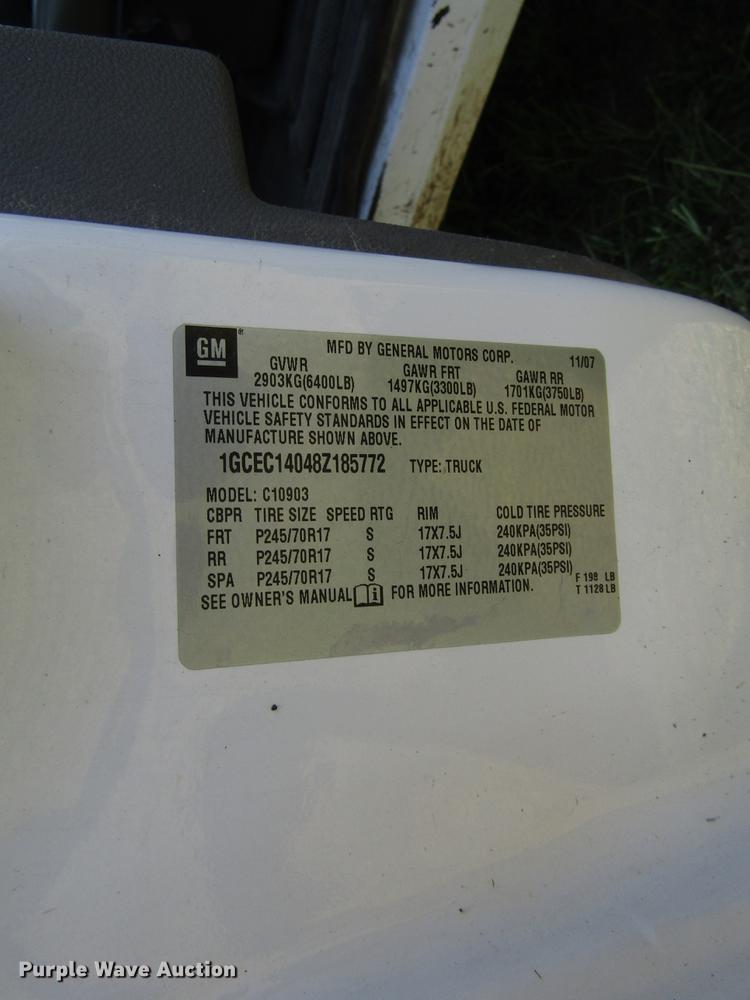 GM®
MFD BY GENERAL MOTORS CORP. 11/07
GVWR GAWR FRT GAWR RR
2903KG(6400LB) 1497KG(3300LB) 1701KG(3750LB)
THIS VEHICLE CONFORMS TO ALL APPLICABLE U.S. FEDERAL MOTOR
VEHICLE SAFETY STANDARDS IN EFFECT ON THE DATE OF
MANUFACTURE SHOWN ABOVE.
1GCEC14048Z185772 TYPE: TRUCK
MODEL: C10903
CBPR TIRE SIZE SPEED RTG RIM COLD TIRE PRESSURE
FRT P245/70R17 S 17X7.5J 240KPA(35PSI)
RR P245/70R17 S 17X7.5J 240KPA(35PSI)
SPA P245/70R17 S 17X7.5J 240KPA(35PSI)
F 198 LB
T 1128 LB
SEE OWNER'S MANUAL i FOR MORE INFORMATION.
Purple Wave Auction